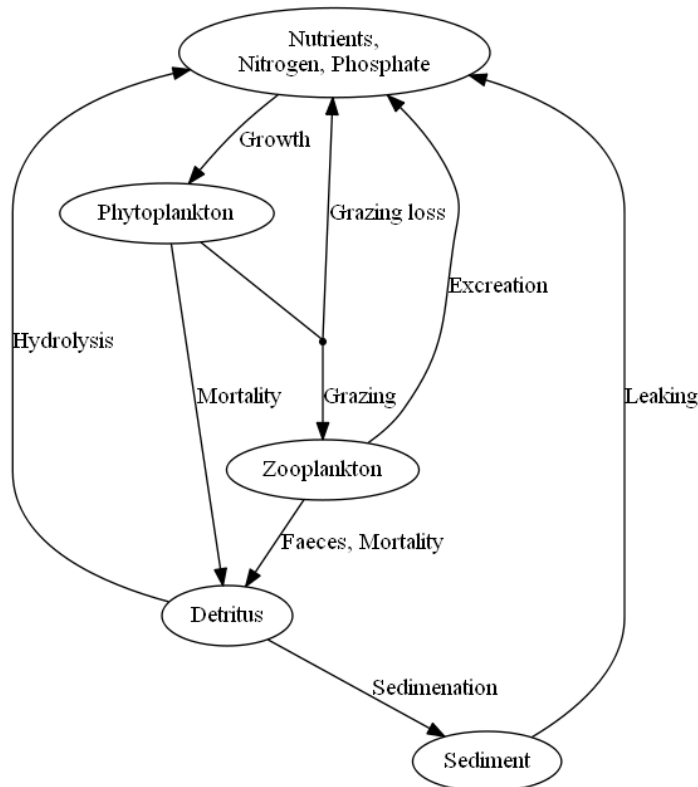 Nutrients,
Nitrogen, Phosphate
Growth
Phytoplankton
Grazing loss
Excreation
Hydrolysis
Mortality
Grazing
Leaking
Zooplankton
Faeces, Mortality
Detritus
Sedimenation
Sediment